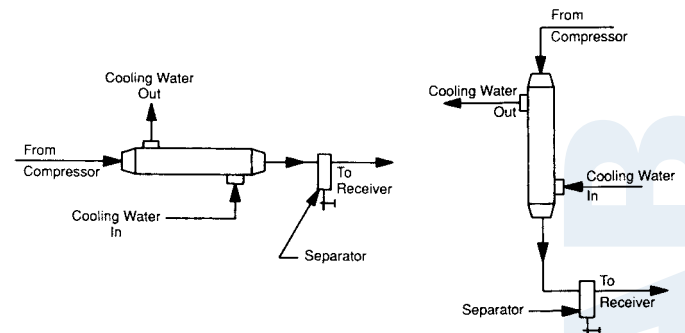 Cooling Water
Out
From
Compressor
Cooling Water
In
To
Receiver
Separator
From
Compressor
Cooling Water
Out
Cooling Water
In
To
Receiver
Separator
AB